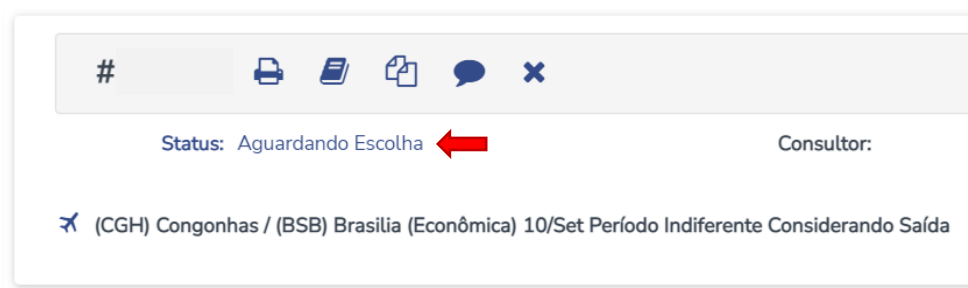 #
Status: Aguardando Escolha
Consultor:
(CGH) Congonhas / (BSB) Brasilia (Econômica) 10/Set Período Indiferente Considerando Saída